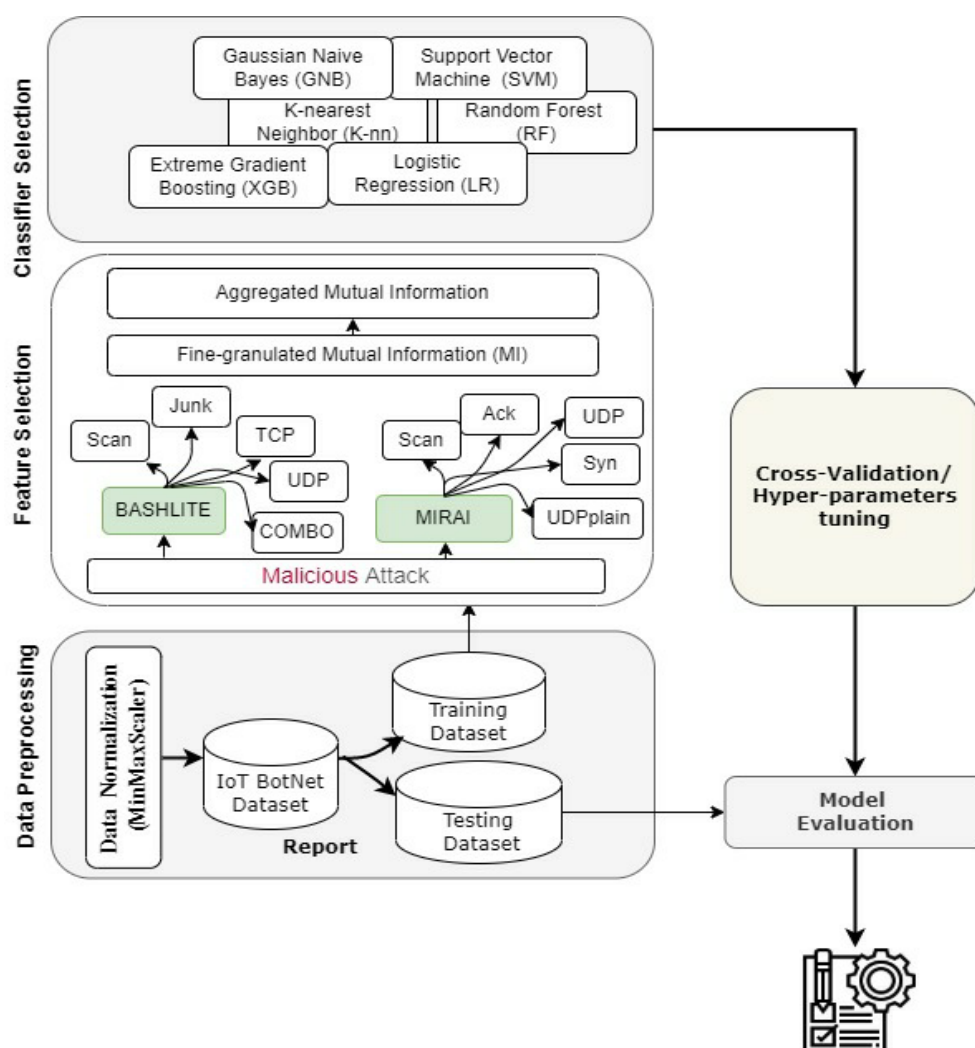 Classifier Selection
Gaussian Naive
Bayes (GNB)
Support Vector
Machine (SVM)
K-nearest
Neighbor (K-nn)
Random Forest
(RF)
Extreme Gradient
Boosting (XGB)
Logistic
Regression (LR)
Feature Selection
Aggregated Mutual Information
Fine-granulated Mutual Information (MI)
Junk
Scan
TCP
UDP
BASHLITE
COMBO
Ack
UDP
Scan
Syn
MIRAI
UDPplain
Malicious Attack
Cross-Validation/
Hyper-parameters
tuning
Data Preprocessing
Data Normalization
(MinMaxScaler)
IoT BotNet
Dataset
Training
Dataset
Testing
Dataset
Report
Model
Evaluation